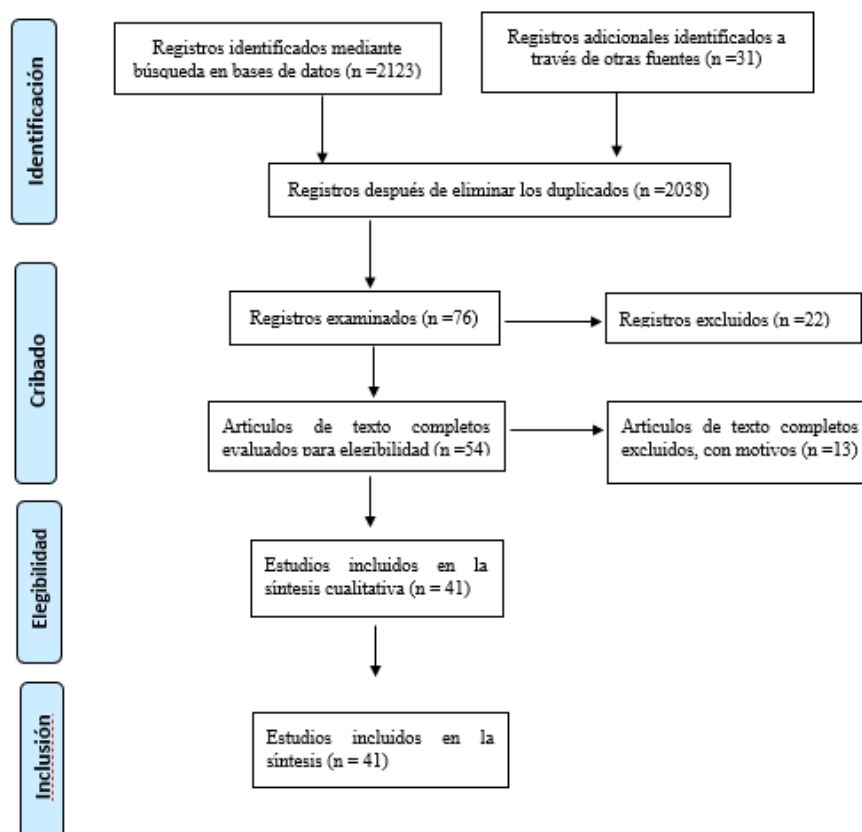 Identificación
Registros identificados mediante
búsqueda en bases de datos (n =2123)
Registros adicionales identificados a
través de otras fuentes (n =31)
Registros después de eliminar los duplicados (n =2038)
Cribado
Registros examinados (n =76)
Registros excluidos (n =22)
Artículos de texto completos
evaluados para elegibilidad (n =54)
Artículos de texto completos
excluidos, con motivos (n =13)
Elegibilidad
Estudios incluidos en la
síntesis cualitativa (n = 41)
Inclusión
Estudios incluidos en la
síntesis (n = 41)